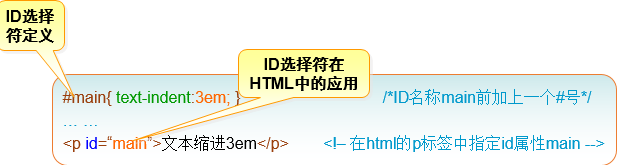 ID选择
符定义
ID选择符在
HTML中的应用
#main{ text-indent:3em; } /*ID名称main前加上一个#号*/
… …
<p id=“main”>文本缩进3em</p> <!– 在html的p标签中指定id属性main -->